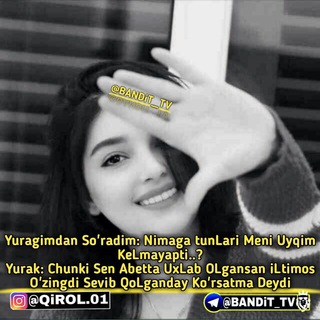 @BANDiT_TV
Yuragimdan So'radim: Nimaga tunLari Meni Uyqim
KeLmayapti..?
Yurak: Chunki Sen Abetta UxLab OLgansan iLtimos
O'zingdi Sevib QoLganday Ko'rsatma Deydi
@QiROL.01
@BANDiT_TV